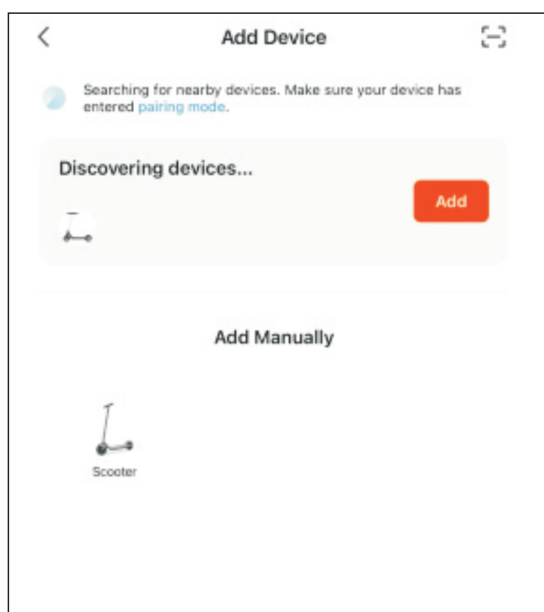 Add Device
Searching for nearby devices. Make sure your device has
entered pairing mode.
Discovering devices...
Add
Add Manually
Scooter